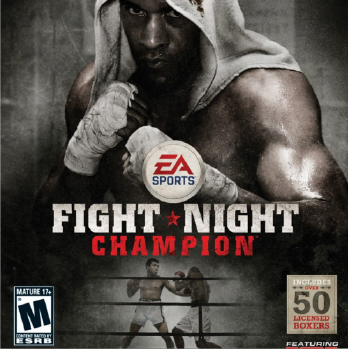 EA
SPORTS
FIGHT NIGHT
CHAMPION
MATURE 17+
M
CONTENT RATED BY
ESRB
INCLUDES
OVER
50
LICENSED
BOXERS
FEATURING